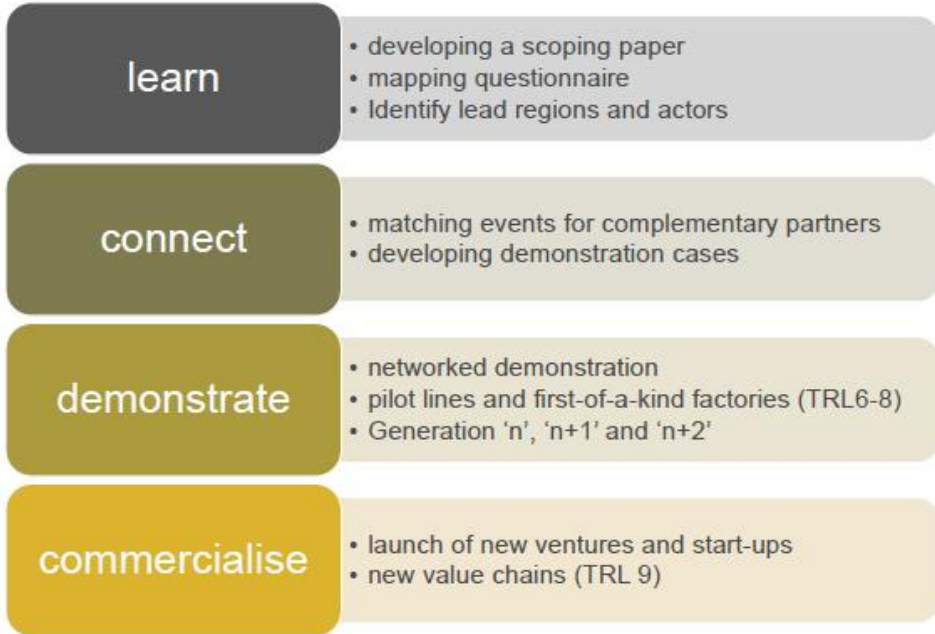 learn
• developing a scoping paper
• mapping questionnaire
• Identify lead regions and actors
connect
• matching events for complementary partners
• developing demonstration cases
demonstrate
• networked demonstration
• pilot lines and first-of-a-kind factories (TRL6-8)
• Generation ‘n’, ‘n+1’ and ‘n+2’
commercialise
• launch of new ventures and start-ups
• new value chains (TRL 9)